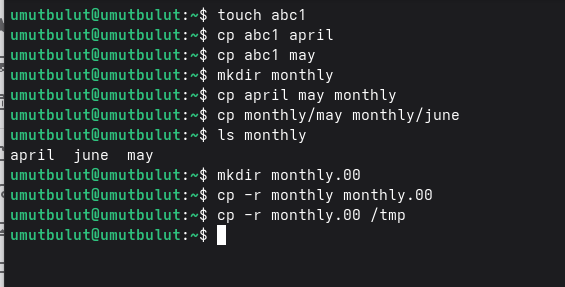 umutbulut@umutbulut:~$ touch abc1
umutbulut@umutbulut:~$ cp abc1 april
umutbulut@umutbulut:~$ cp abc1 may
umutbulut@umutbulut:~$ mkdir monthly
umutbulut@umutbulut:~$ cp april may monthly
umutbulut@umutbulut:~$ cp monthly/may monthly/june
umutbulut@umutbulut:~$ ls monthly
april  june  may
umutbulut@umutbulut:~$ mkdir monthly.00
umutbulut@umutbulut:~$ cp -r monthly monthly.00
umutbulut@umutbulut:~$ cp -r monthly.00 /tmp
umutbulut@umutbulut:~$